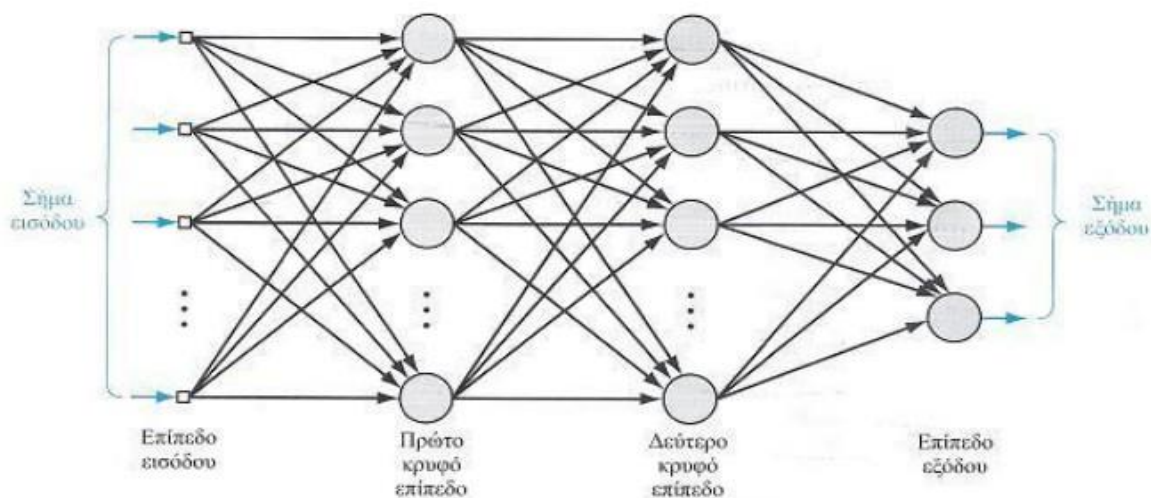 Σήμα
εισόδου
Σήμα
εξόδου
Επίπεδο
εισόδου
Πρώτο
κρυφό
επίπεδο
Δεύτερο
κρυφό
επίπεδο
Επίπεδο
εξόδου